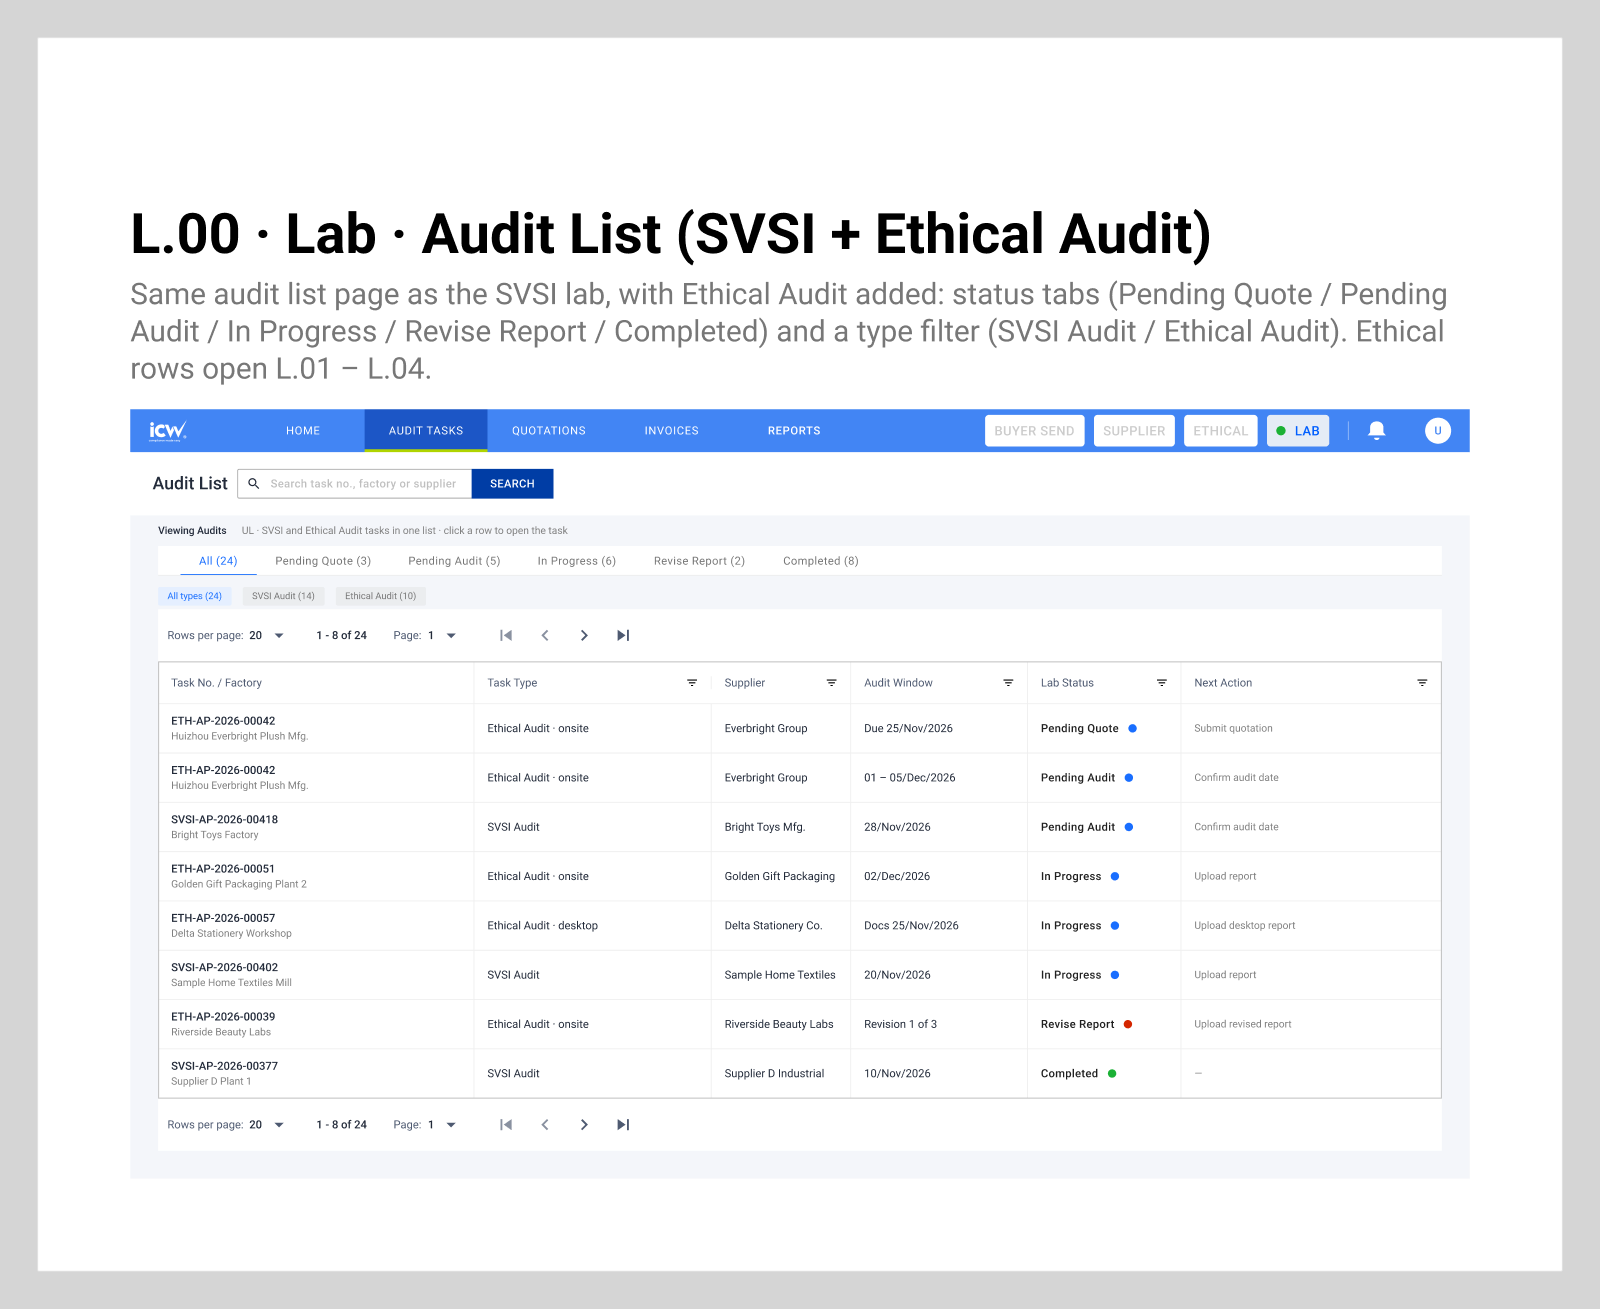 L.00 · Lab · Audit List (SVSI + Ethical Audit)
Same audit list page as the SVSI lab, with Ethical Audit added: status tabs (Pending Quote / Pending
Audit / In Progress / Revise Report / Completed) and a type filter (SVSI Audit / Ethical Audit). Ethical
rows open L.01 – L.04.
icw HOME AUDIT TASKS QUOTATIONS INVOICES REPORTS BUYER SEND SUPPLIER ETHICAL LAB U
Audit List Search task no., factory or supplier SEARCH
Viewing Audits UL · SVSI and Ethical Audit tasks in one list · click a row to open the task
All (24) Pending Quote (3) Pending Audit (5) In Progress (6) Revise Report (2) Completed (8)
All types (24) SVSI Audit (14) Ethical Audit (10)
Rows per page: 20 1 - 8 of 24 Page: 1
Task No. / Factory Task Type Supplier Audit Window Lab Status Next Action
ETH-AP-2026-00042
Huizhou Everbright Plush Mfg.
Ethical Audit · onsite Everbright Group Due 25/Nov/2026 Pending Quote Submit quotation
ETH-AP-2026-00042
Huizhou Everbright Plush Mfg.
Ethical Audit · onsite Everbright Group 01 – 05/Dec/2026 Pending Audit Confirm audit date
SVSI-AP-2026-00418
Bright Toys Factory
SVSI Audit Bright Toys Mfg. 28/Nov/2026 Pending Audit Confirm audit date
ETH-AP-2026-00051
Golden Gift Packaging Plant 2
Ethical Audit · onsite Golden Gift Packaging 02/Dec/2026 In Progress Upload report
ETH-AP-2026-00057
Delta Stationery Workshop
Ethical Audit · desktop Delta Stationery Co. Docs 25/Nov/2026 In Progress Upload desktop report
SVSI-AP-2026-00402
Sample Home Textiles Mill
SVSI Audit Sample Home Textiles 20/Nov/2026 In Progress Upload report
ETH-AP-2026-00039
Riverside Beauty Labs
Ethical Audit · onsite Riverside Beauty Labs Revision 1 of 3 Revise Report Upload revised report
SVSI-AP-2026-00377
Supplier D Plant 1
SVSI Audit Supplier D Industrial 10/Nov/2026 Completed –
Rows per page: 20 1 - 8 of 24 Page: 1